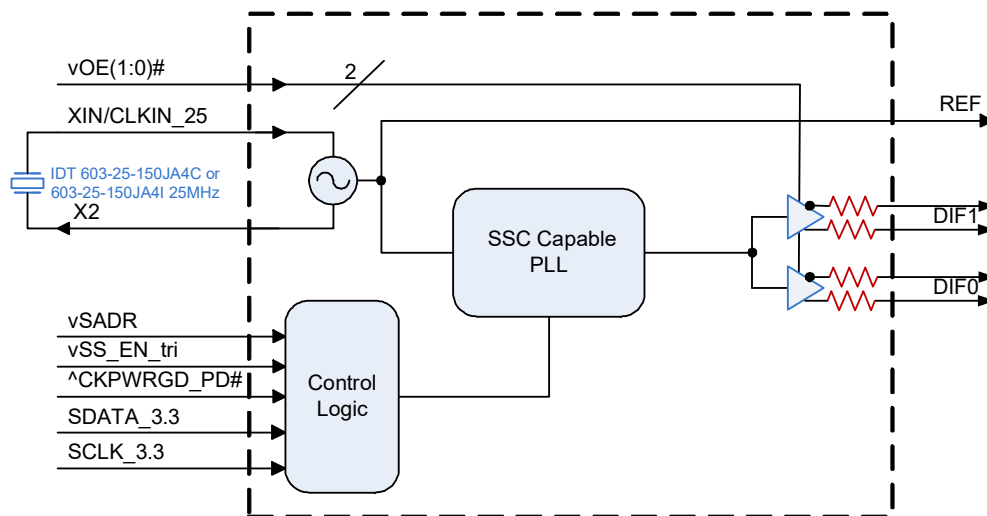 vOE(1:0)#
2
XIN/CLKIN_25
REF
IDT 603-25-150JA4C or
603-25-150JA4I 25MHz
X2
DIF1
SSC Capable
PLL
DIF0
vSADR
vSS_EN_tri
^CKPWRGD_PD#
Control
Logic
SDATA_3.3
SCLK_3.3